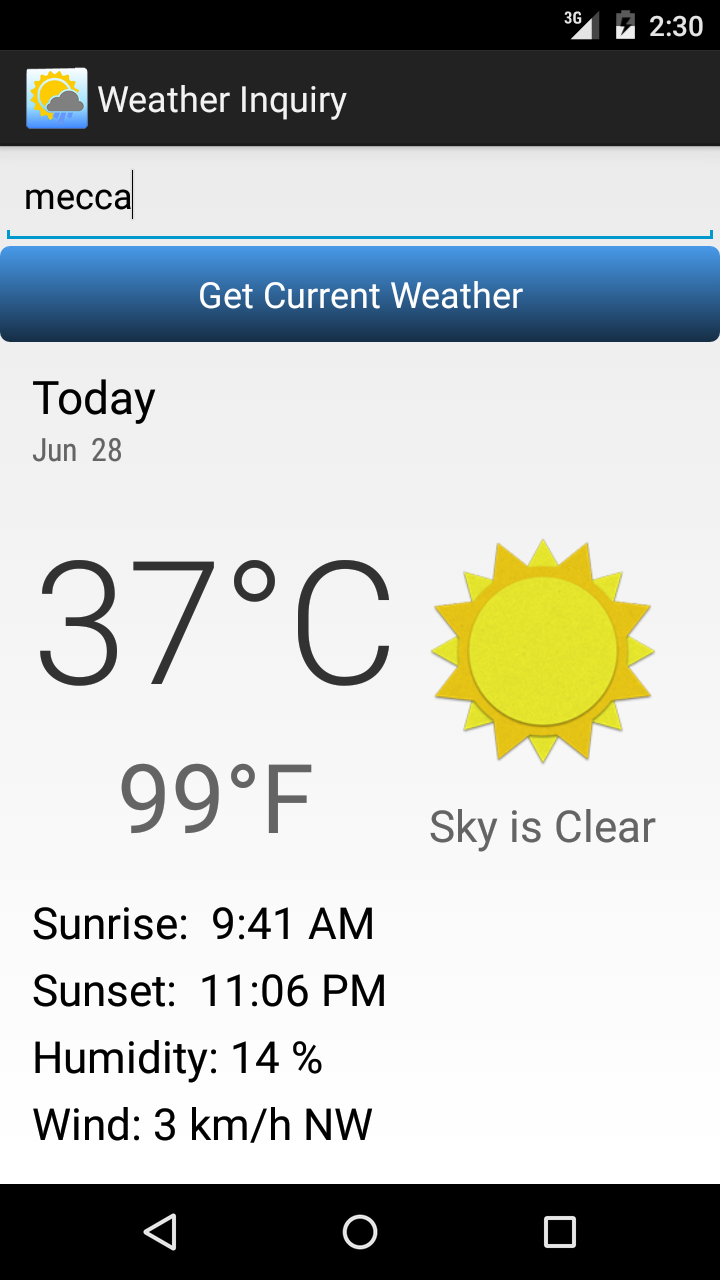 3G 2:30
Weather Inquiry
mecca
Get Current Weather
Today
Jun 28
37°C
99°F
Sky is Clear
Sunrise: 9:41 AM
Sunset: 11:06 PM
Humidity: 14 %
Wind: 3 km/h NW